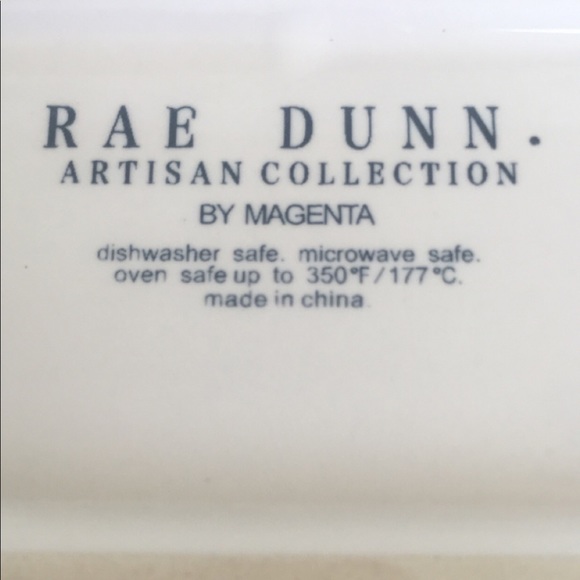 RAE DUNN.
ARTISAN COLLECTION
BY MAGENTA
dishwasher safe. microwave safe.
oven safe up to 350°F/177°C.
made in china.